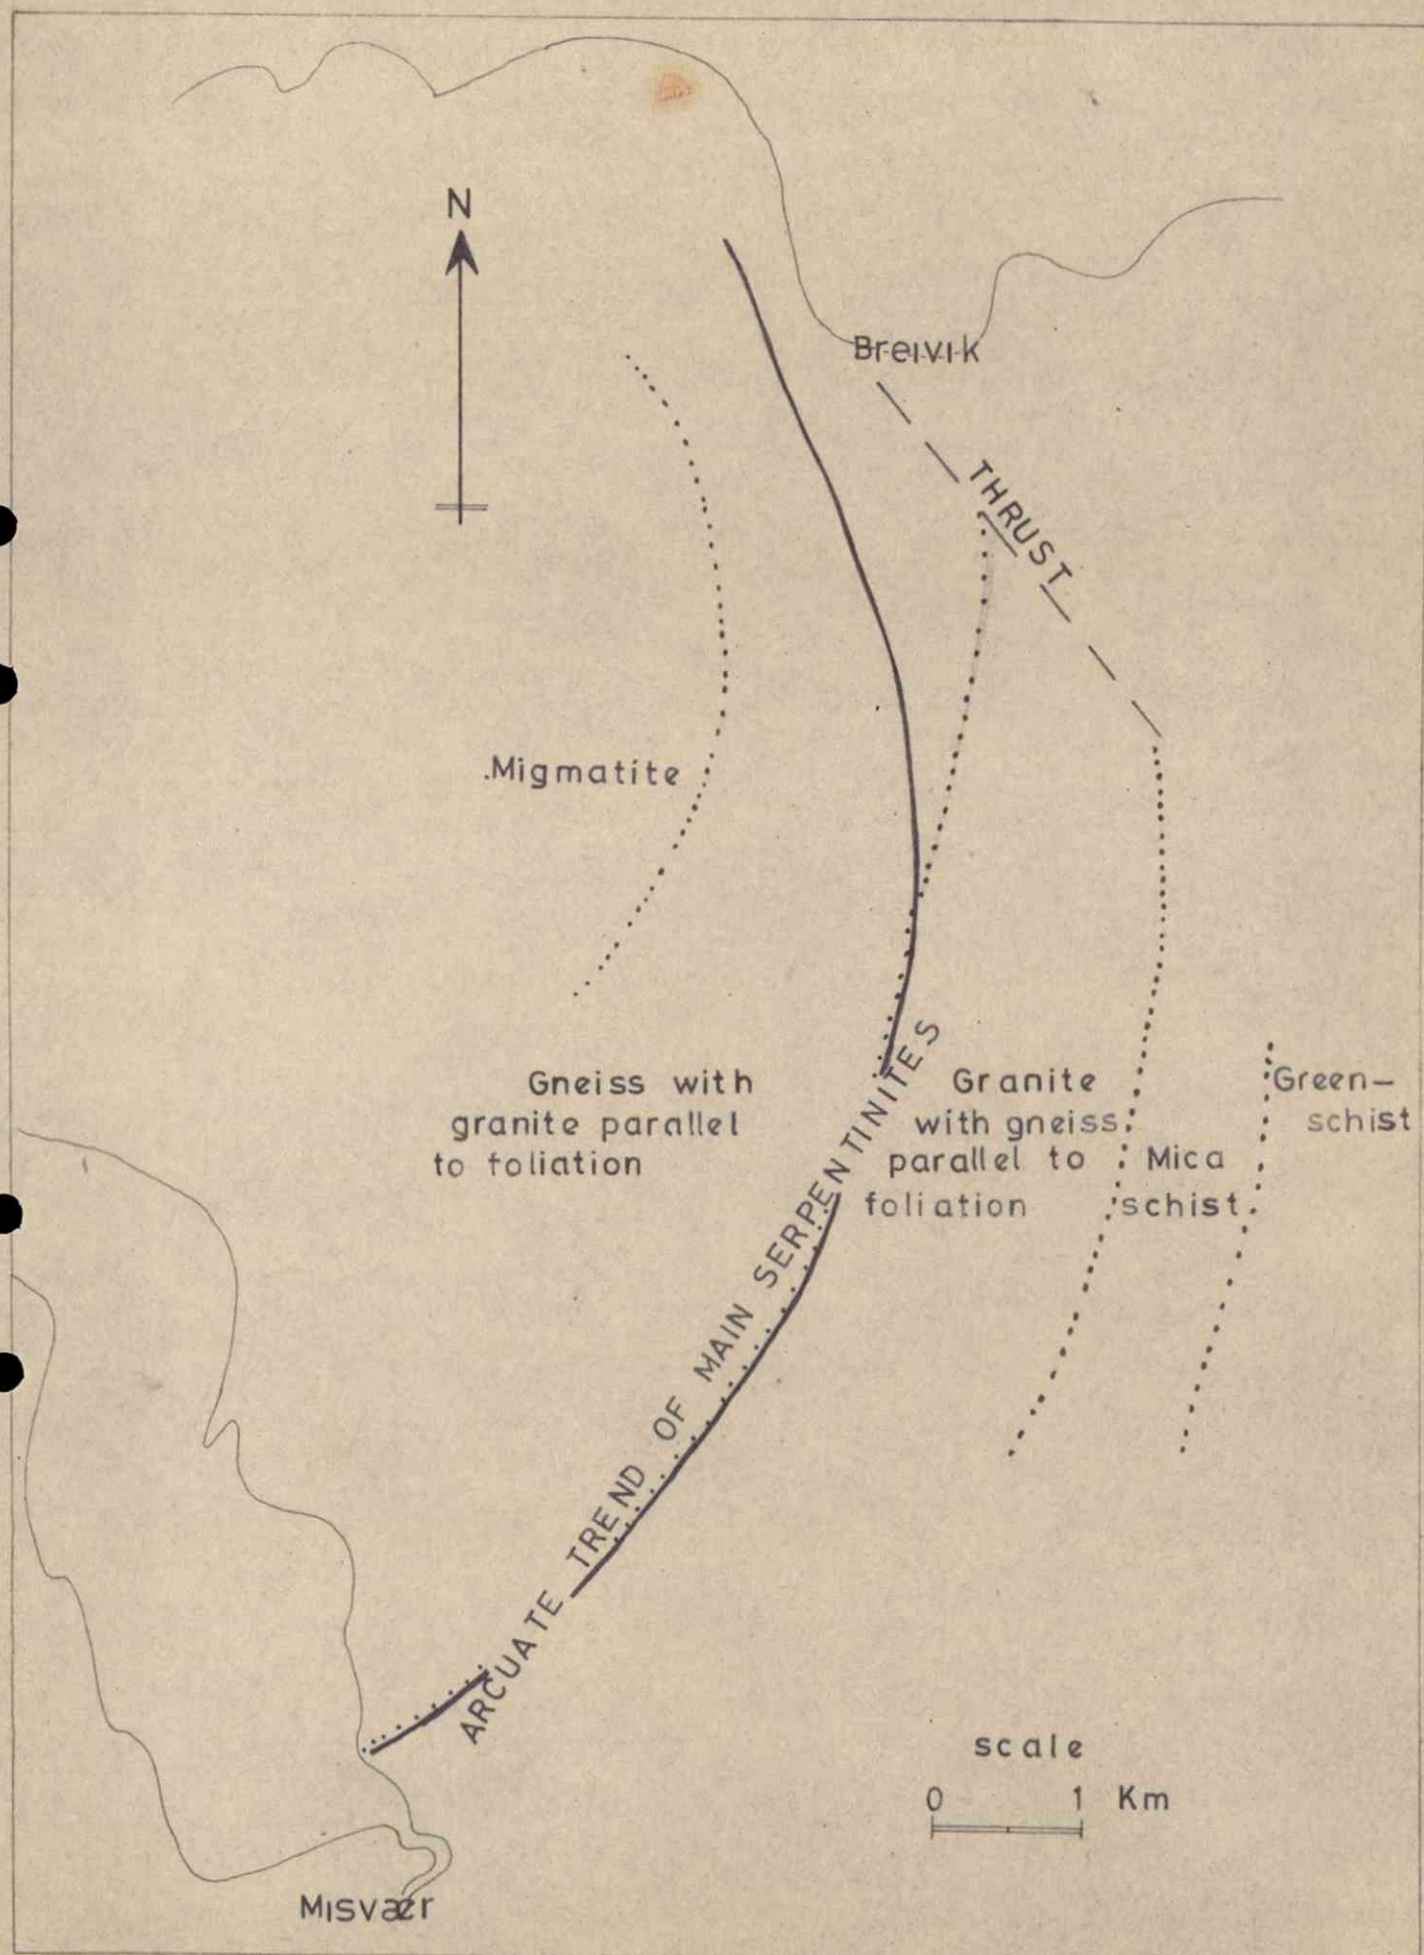 N
Breivik
THRUST
Migmatite
Gneiss with
granite parallel
to foliation
Granite
with gneiss
parallel to
foliation
Mica
schist
Green-
schist
ARCUATE TREND OF MAIN SERPENTINITES
scale
0 1 Km
Misvær